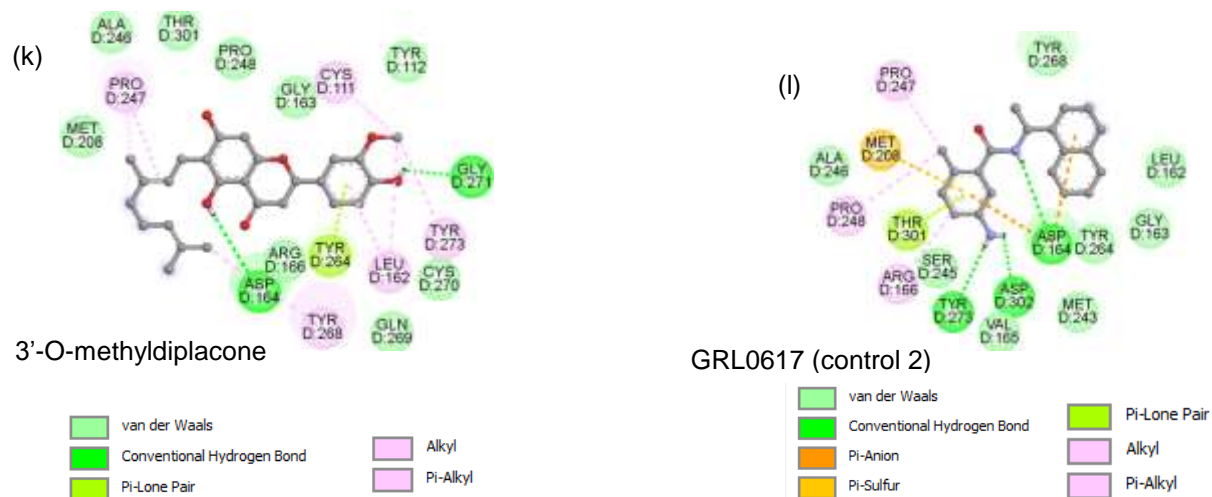 (k)
ALA
D:246
THR
D:301
PRO
D:248
PRO
D:247
GLY
D:163
CYS
D:111
TYR
D:112
MET
D:208
GLY
D:271
ARG
D:166
TYR
D:264
ASP
D:164
LEU
D:162
TYR
D:273
CYS
D:270
TYR
D:268
GLN
D:269
3’-O-methyldiplacone
van der Waals
Conventional Hydrogen Bond
Pi-Lone Pair
Alkyl
Pi-Alkyl
(l)
TYR
D:268
PRO
D:247
MET
D:208
ALA
D:246
LEU
D:162
PRO
D:248
THR
D:301
GLY
D:163
ASP
D:164
TYR
D:264
SER
D:245
ARG
D:166
ASP
D:302
TYR
D:273
MET
D:243
VAL
D:165
GRL0617 (control 2)
van der Waals
Conventional Hydrogen Bond
Pi-Anion
Pi-Sulfur
Pi-Lone Pair
Alkyl
Pi-Alkyl